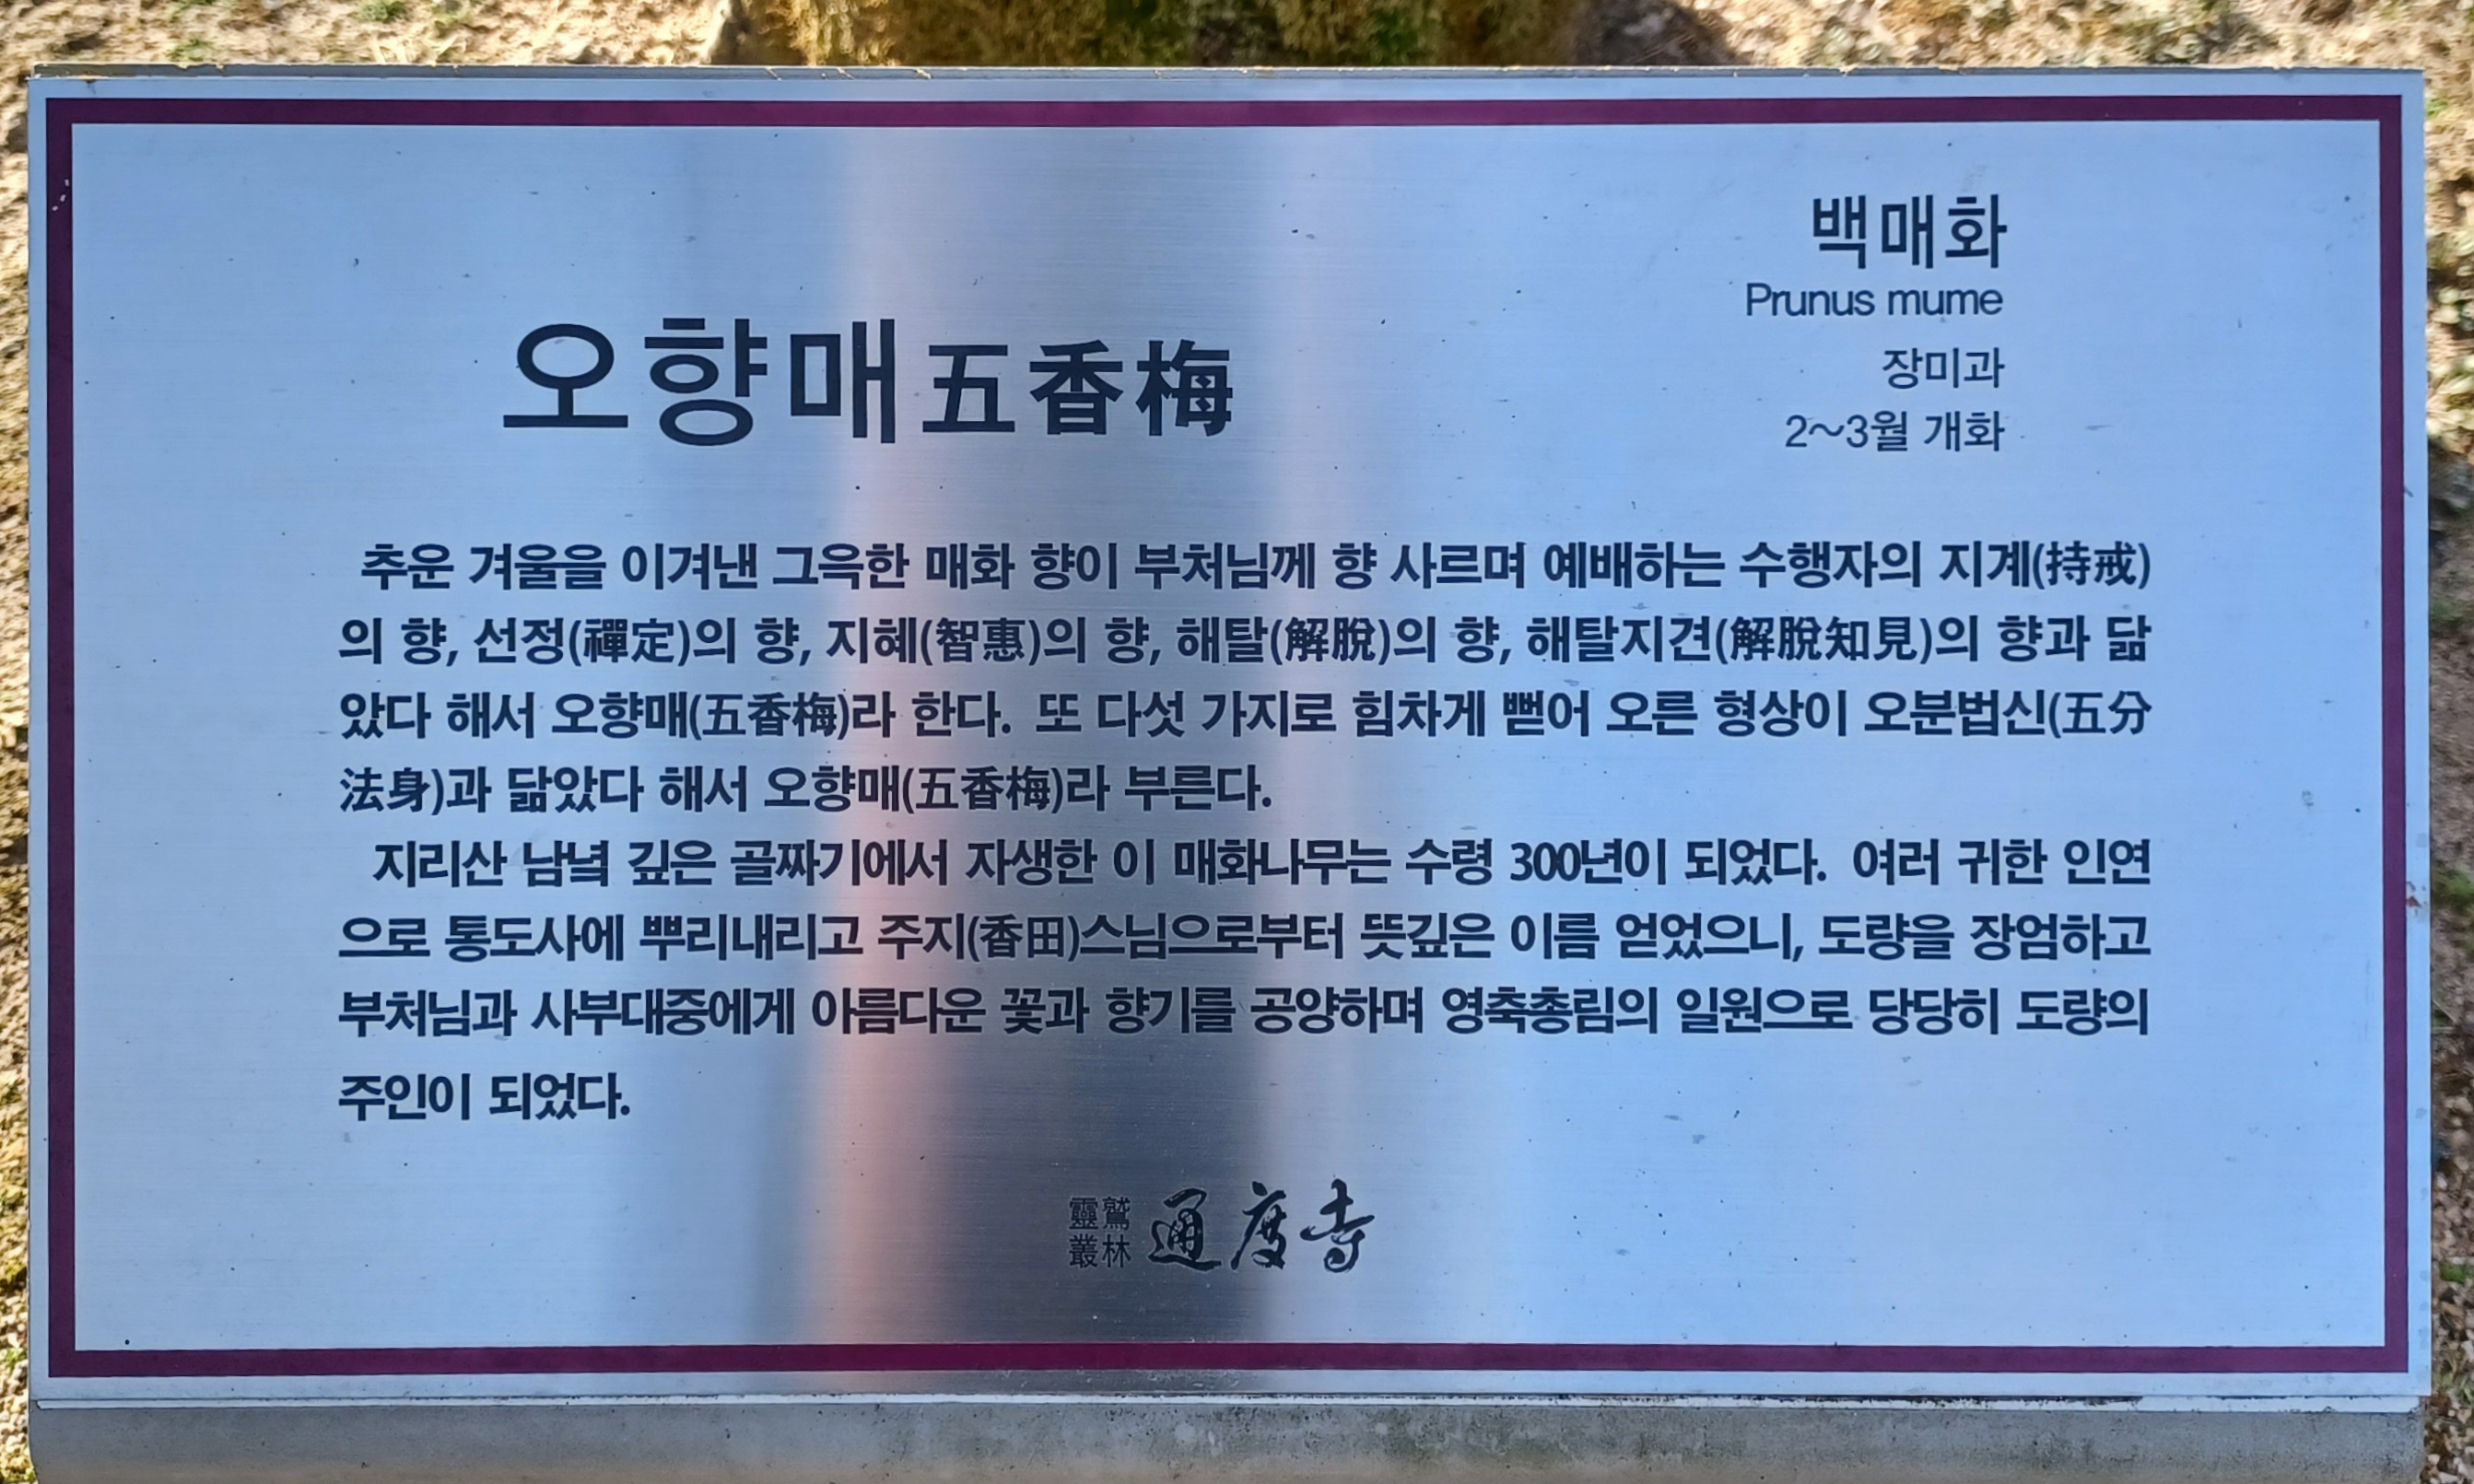 백매화
Prunus mume
장미과
2~3월 개화
오향매 五香梅
추운 겨울을 이겨낸 그윽한 매화 향이 부처님께 향 사르며 예배하는 수행자의 지계(持戒)
의 향, 선정(禪定)의 향, 지혜(智惠)의 향, 해탈(解脫)의 향, 해탈지견(解脫知見)의 향과 닮
았다 해서 오향매(五香梅)라 한다. 또 다섯 가지로 힘차게 뻗어 오른 형상이 오분법신(五分
法身)과 닮았다 해서 오향매(五香梅)라 부른다.
지리산 남녘 깊은 골짜기에서 자생한 이 매화나무는 수령 300년이 되었다. 여러 귀한 인연
으로 통도사에 뿌리내리고 주지(香田)스님으로부터 뜻깊은 이름 얻었으니, 도량을 장엄하고
부처님과 사부대중에게 아름다운 꽃과 향기를 공양하며 영축총림의 일원으로 당당히 도량의
주인이 되었다.
靈鷲叢林 通度寺